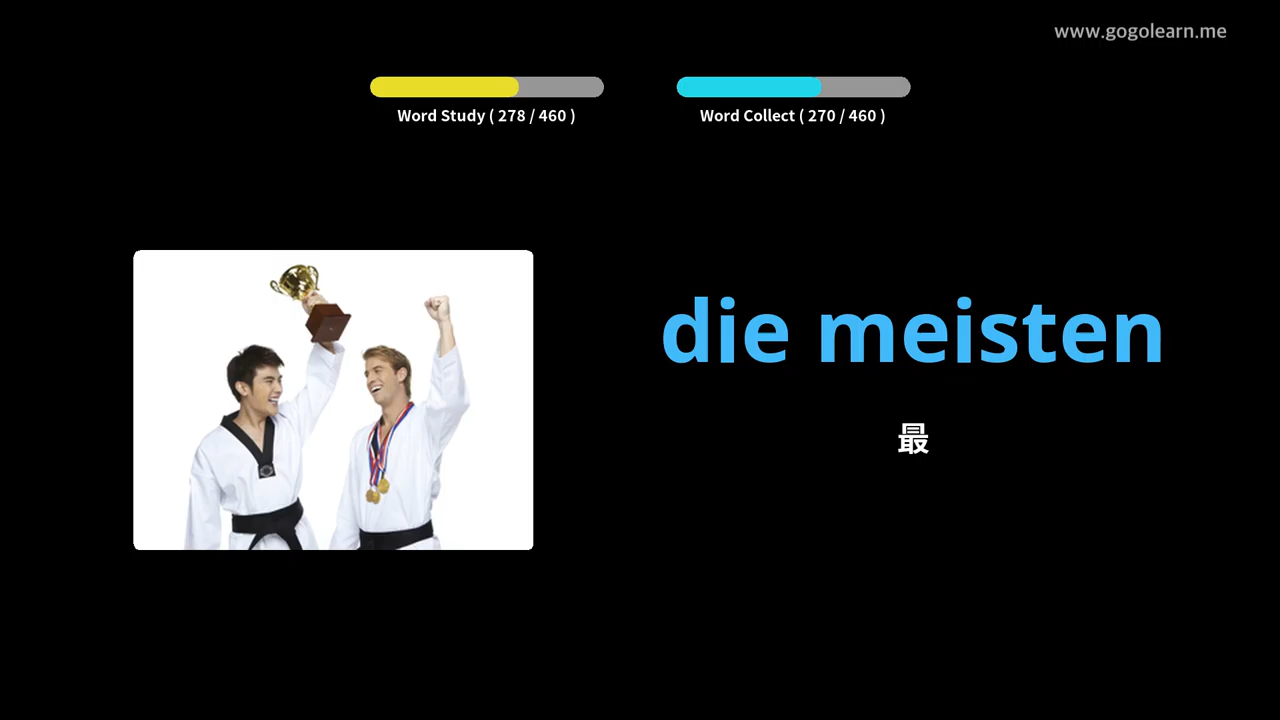 www.gogolearn.me
Word Study ( 278 / 460 )
Word Collect ( 270 / 460 )
die meisten
最